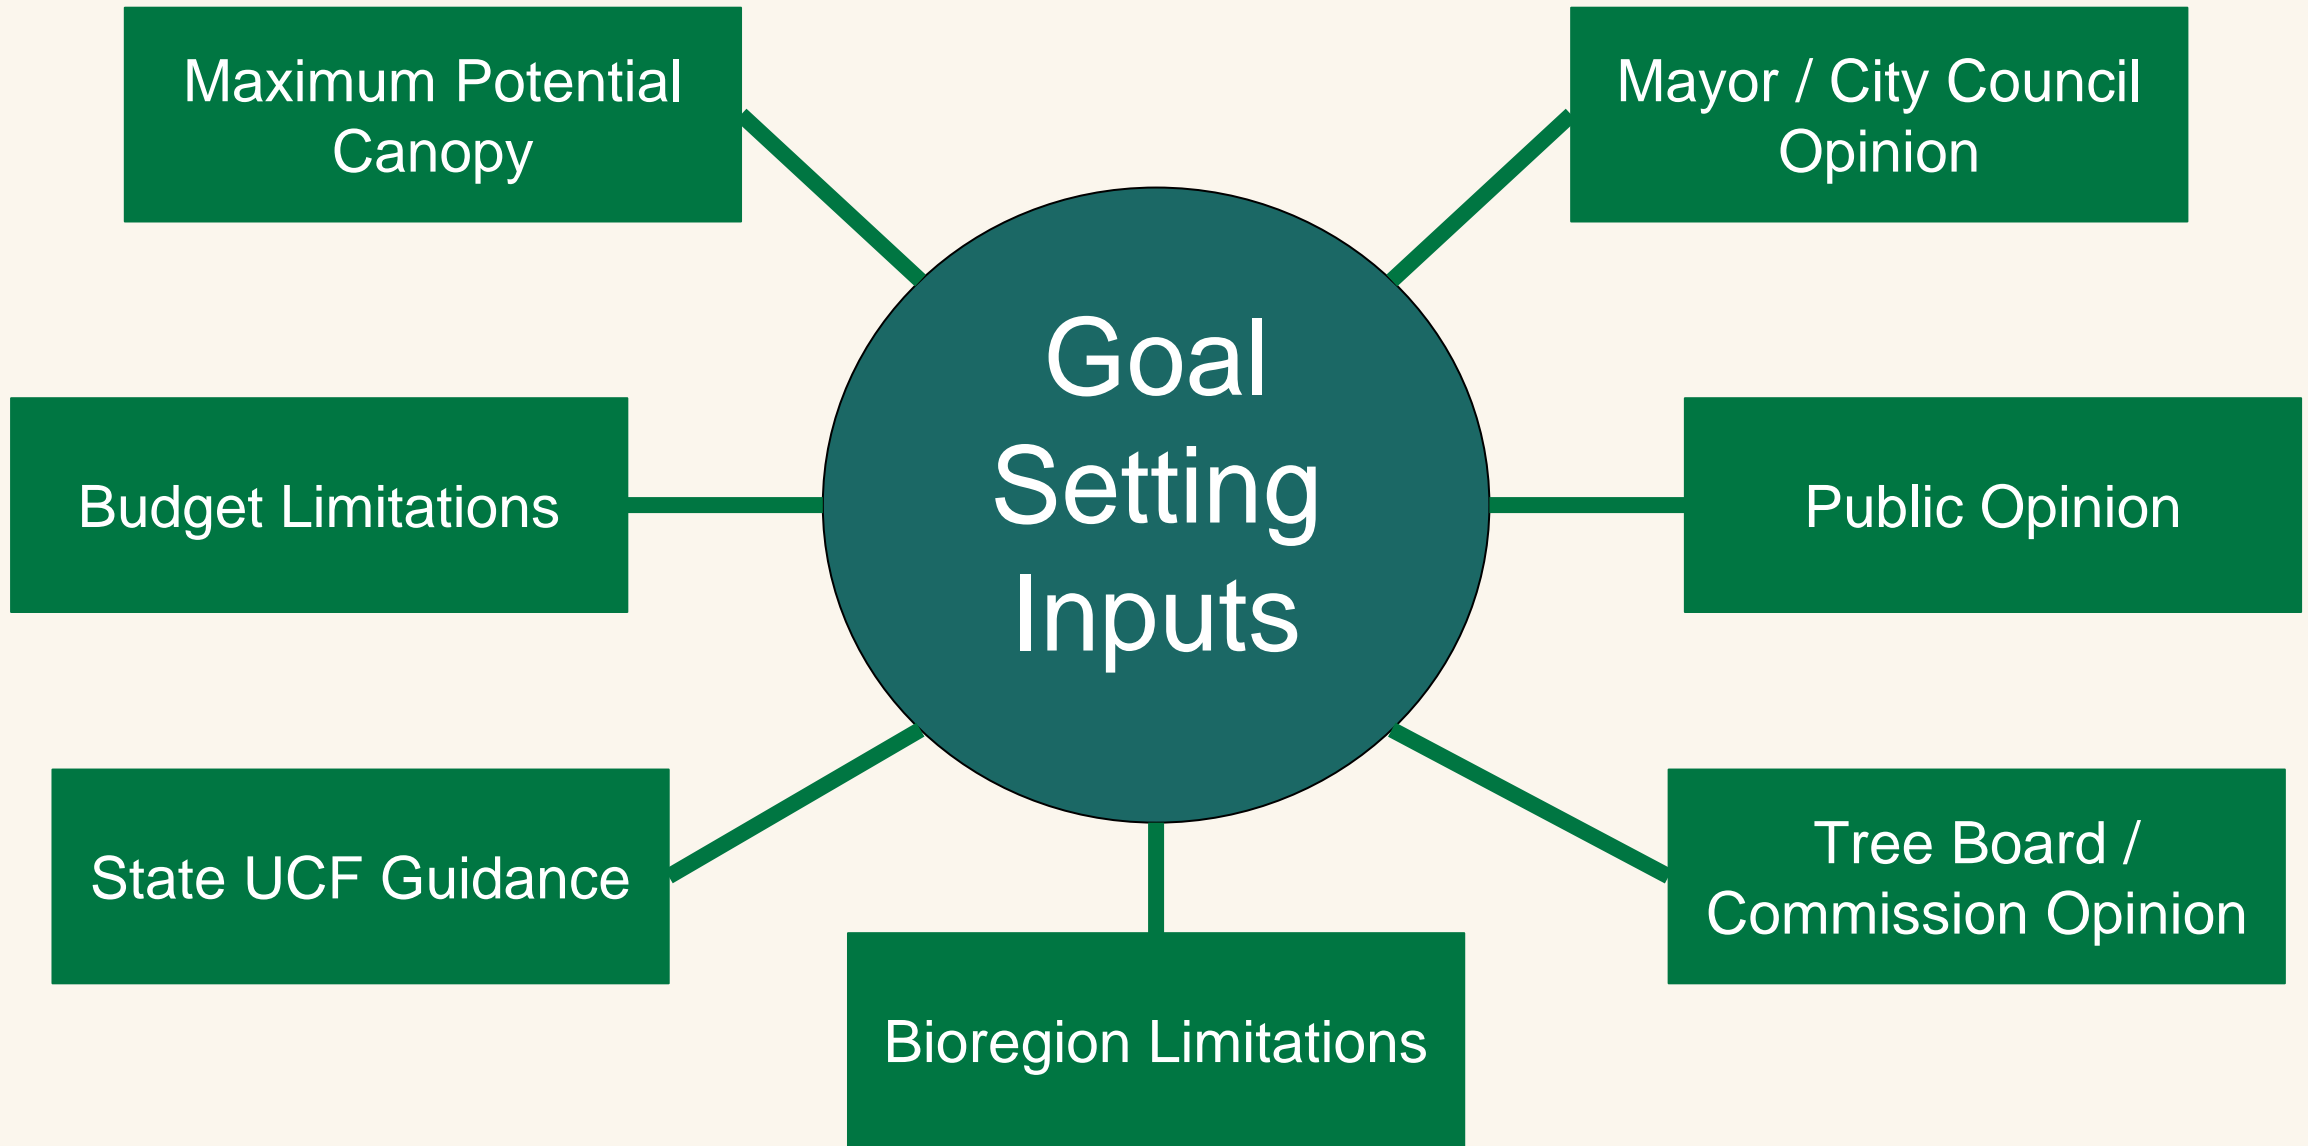 Maximum Potential
Canopy
Mayor / City Council
Opinion
Goal
Setting
Inputs
Budget Limitations
Public Opinion
State UCF Guidance
Tree Board /
Commission Opinion
Bioregion Limitations